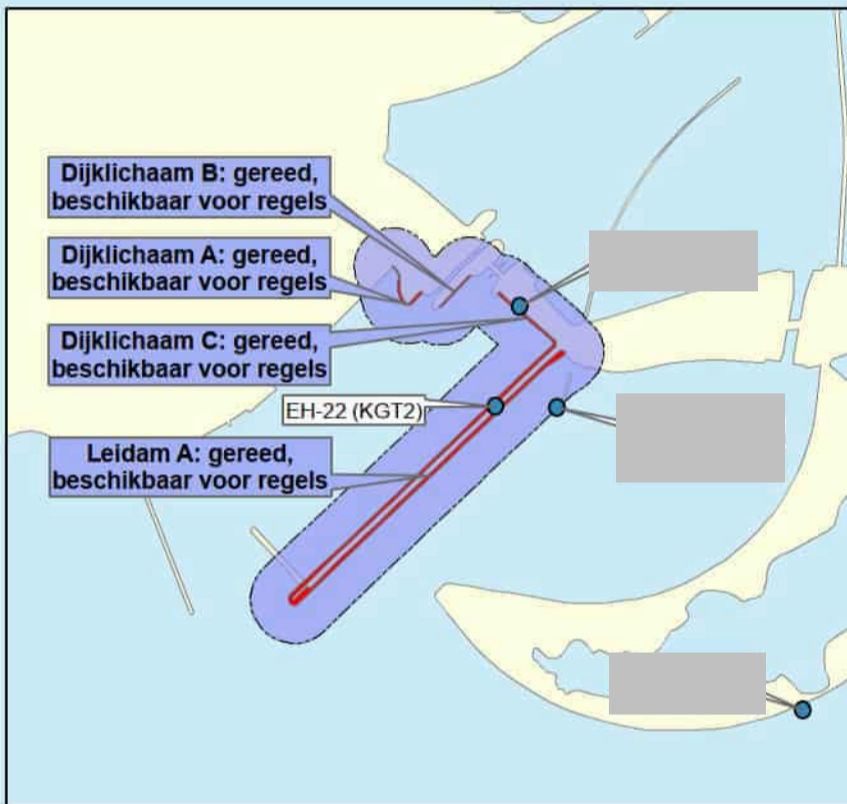 Dijklichaam B: gereed,
beschikbaar voor regels
Dijklichaam A: gereed,
beschikbaar voor regels
Dijklichaam C: gereed,
beschikbaar voor regels
EH-22 (KGT2)
Leidam A: gereed,
beschikbaar voor regels